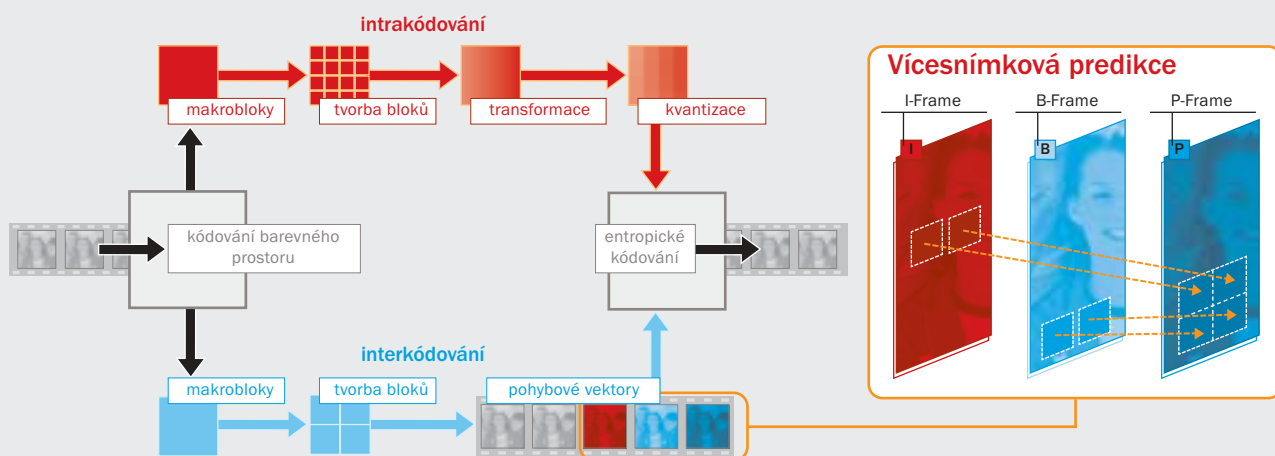 intrakódování
makrobloky
tvorba bloků
transformace
kvantizace
kódování barevného
prostoru
entropické
kódování
interkódování
makrobloky
tvorba bloků
pohybové vektory
Vícesnímková predikce
I-Frame
B-Frame
P-Frame
I
B
P